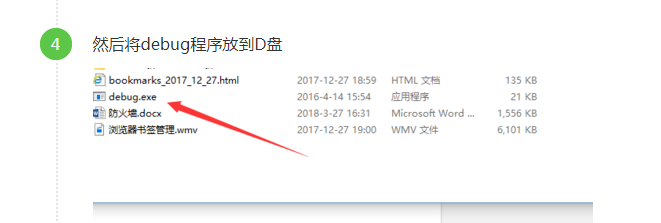 4 然后将debug程序放到D盘
bookmarks_2017_12_27.html 2017-12-27 18:59 HTML 文档 135 KB
debug.exe 2016-4-14 15:54 应用程序 21 KB
防火墙.docx 2018-3-27 16:31 Microsoft Word ... 1,556 KB
浏览器书签管理.wmv 2017-12-27 19:00 WMV 文件 6,101 KB